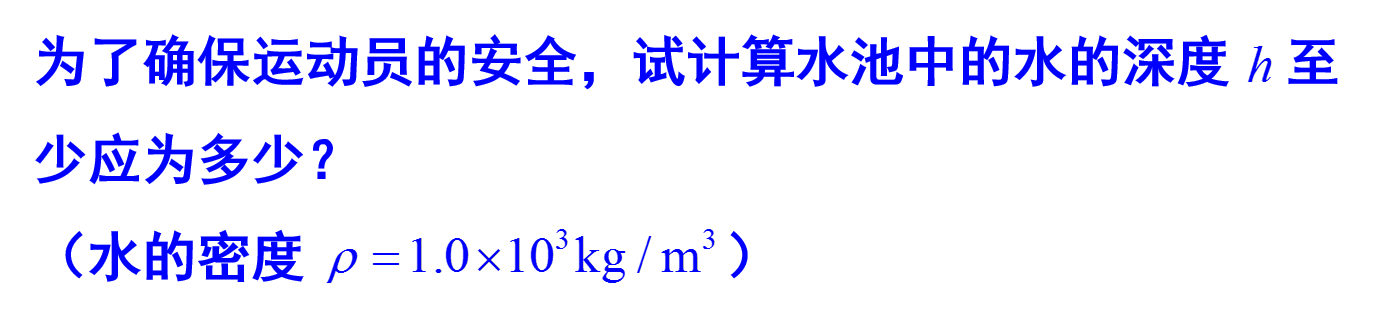 为了确保运动员的安全，试计算水池中的水的深度 h 至
少应为多少？
（水的密度 ρ=1.0×10³kg/m³）